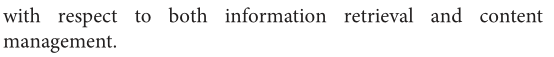 with respect to both information retrieval and content
management.